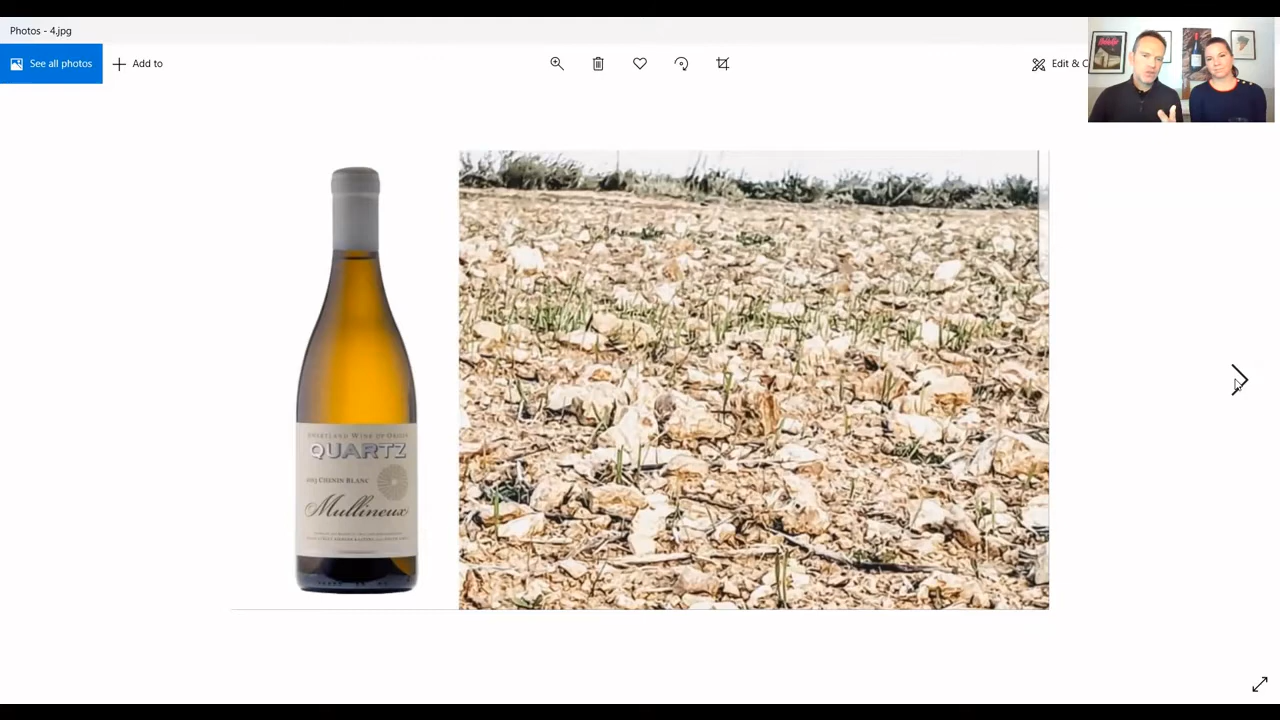 Photos - 4.jpg
See all photos
Add to
Edit & C
SWARTLAND WINE OF ORIGIN
QUARTZ
CHENIN BLANC
Mullineux